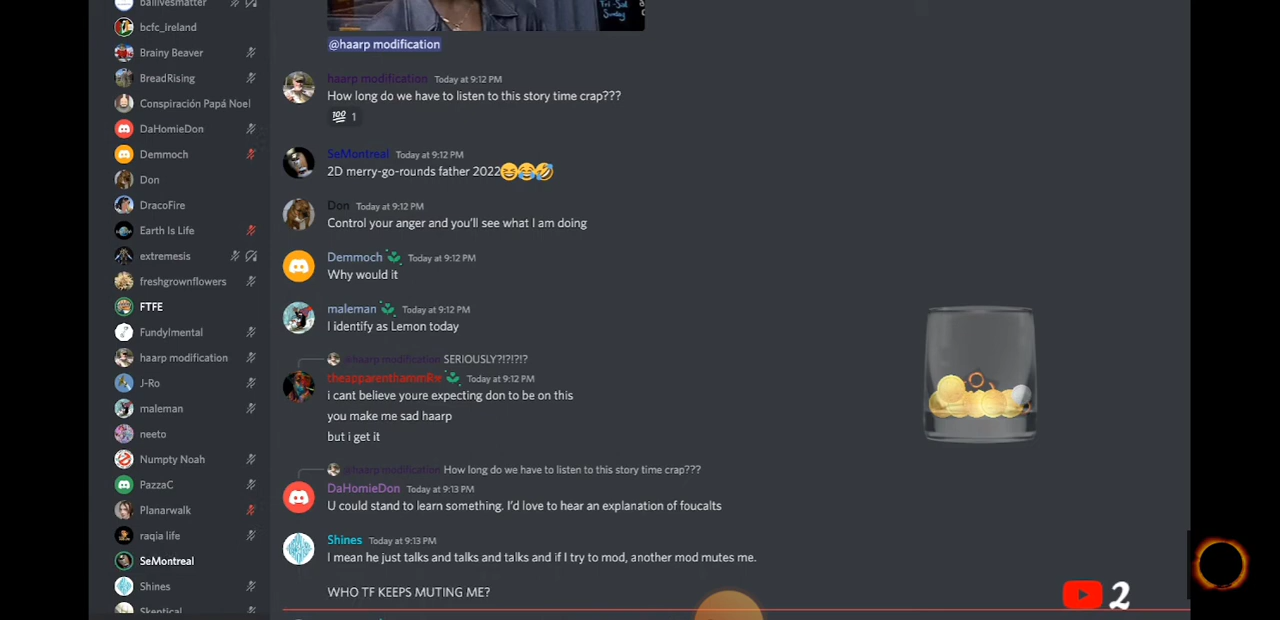 ballivesmatter
bcfc_ireland
Brainy Beaver
BreadRising
Conspiración Papá Noel
DaHomieDon
Demmoch
Don
DracoFire
Earth Is Life
extremesis
freshgrownflowers
FTFE
Fundylmental
haarp modification
J-Ro
maleman
neeto
Numpty Noah
PazzaC
Planarwalk
raqia life
SeMontreal
Shines
Skeptical
Fri-Sat
Sunday
@haarp modification
haarp modification Today at 9:12 PM
How long do we have to listen to this story time crap???
💯 1
SeMontreal Today at 9:12 PM
2D merry-go-rounds father 2022😆😂🤣
Don Today at 9:12 PM
Control your anger and you'll see what I am doing
Demmoch Today at 9:12 PM
Why would it
maleman Today at 9:12 PM
I identify as Lemon today
@haarp modification SERIOUSLY?!?!?!?
Today at 9:12 PM
i cant believe youre expecting don to be on this
you make me sad haarp
but i get it
@haarp modification How long do we have to listen to this story time crap???
DaHomieDon Today at 9:13 PM
U could stand to learn something. I'd love to hear an explanation of foucalts
Shines Today at 9:13 PM
I mean he just talks and talks and talks and if I try to mod, another mod mutes me.
WHO TF KEEPS MUTING ME?
2